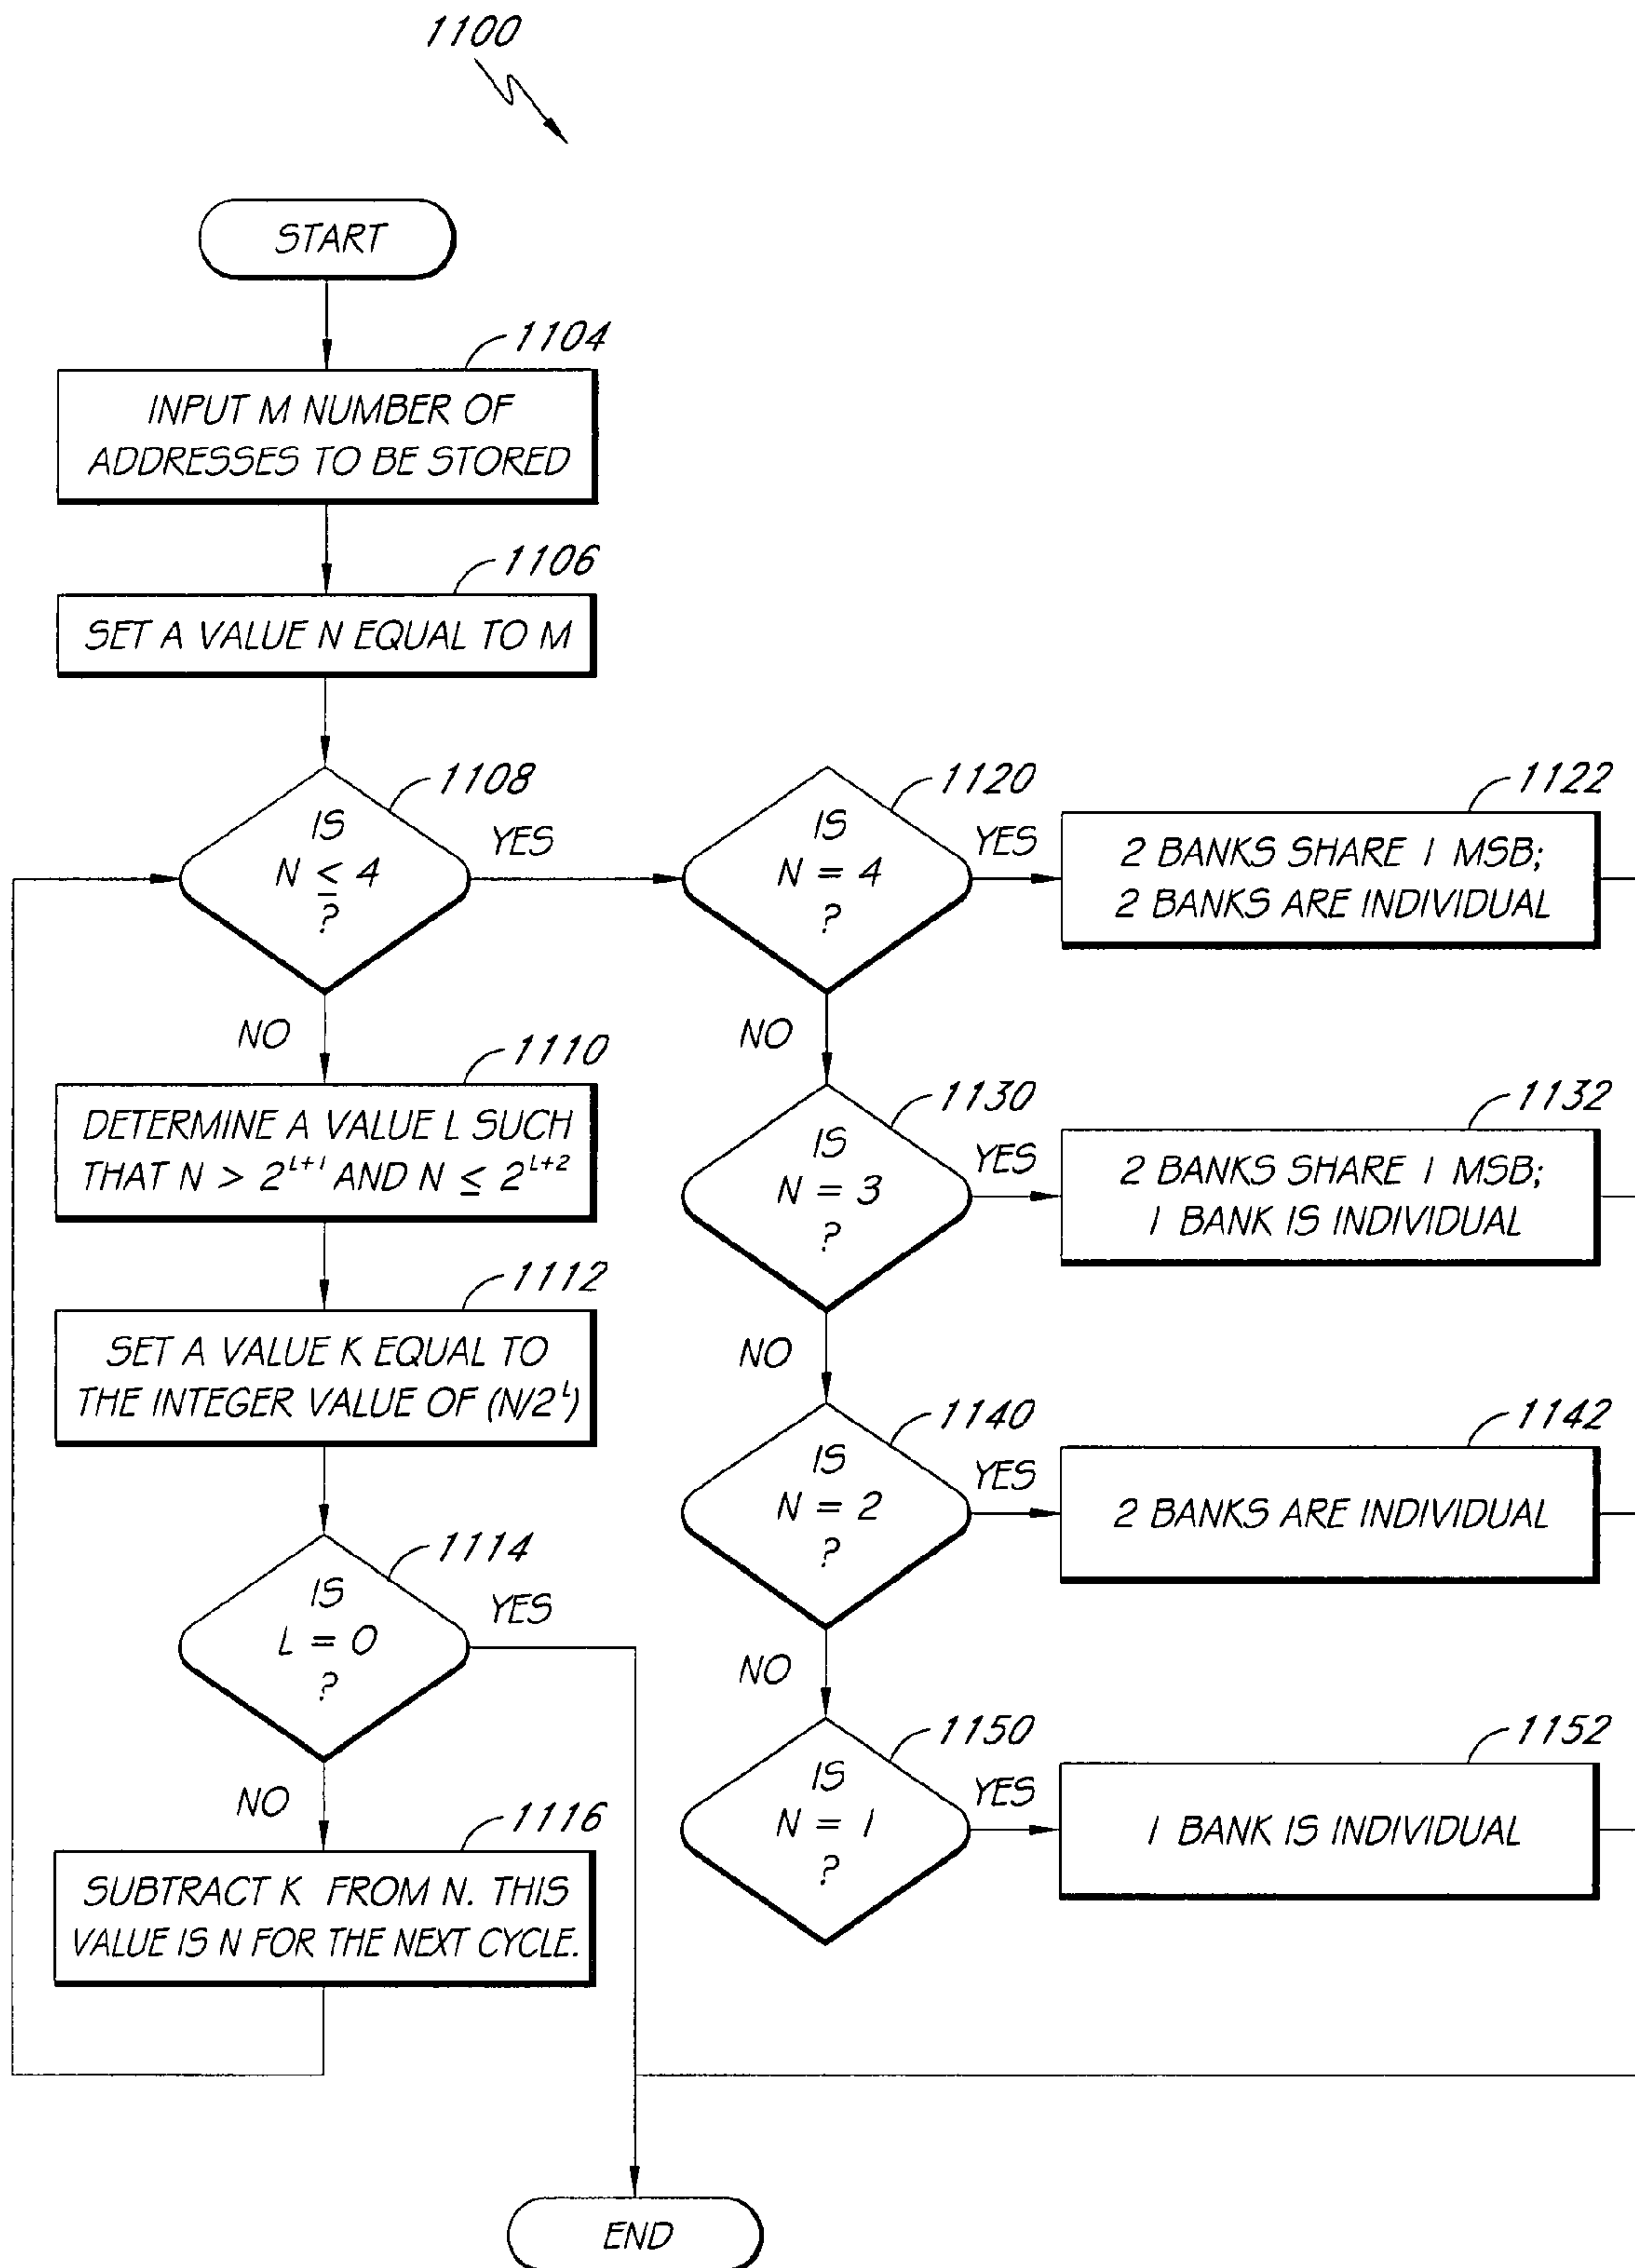 1100
START
1104
INPUT M NUMBER OF
ADDRESSES TO BE STORED
1106
SET A VALUE N EQUAL TO M
1108
IS
N ≤ 4
?
YES
NO
1110
DETERMINE A VALUE L SUCH
THAT N > 2^{L+1} AND N ≤ 2^{L+2}
1112
SET A VALUE K EQUAL TO
THE INTEGER VALUE OF (N/2^L)
1114
IS
L = 0
?
YES
NO
1116
SUBTRACT K FROM N. THIS
VALUE IS N FOR THE NEXT CYCLE.
1120
IS
N = 4
?
YES
NO
1122
2 BANKS SHARE 1 MSB;
2 BANKS ARE INDIVIDUAL
1130
IS
N = 3
?
YES
NO
1132
2 BANKS SHARE 1 MSB;
1 BANK IS INDIVIDUAL
1140
IS
N = 2
?
YES
NO
1142
2 BANKS ARE INDIVIDUAL
1150
IS
N = 1
?
YES
1152
1 BANK IS INDIVIDUAL
END